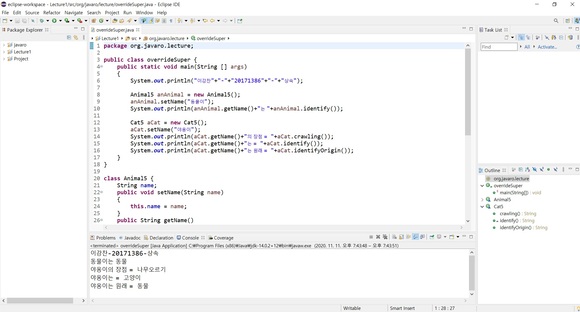 eclipse-workspace - Lecture1/src/org/javaro/lecture/overrideSuper.java - Eclipse IDE
File Edit Source Refactor Navigate Search Project Run Window Help
Package Explorer
javaro
Lecture1
Project
overrideSuper.java
Lecture1 src org.javaro.lecture overrideSuper
1 package org.javaro.lecture;
2
3 public class overrideSuper {
4 public static void main(String [] args)
5 {
6 System.out.println("이강찬"+"-"+"20171386"+"-"+"상속");
7
8 Animal5 anAnimal = new Animal5();
9 anAnimal.setName("동물이");
10 System.out.println(anAnimal.getName()+"는 "+anAnimal.identify());
11
12 Cat5 aCat = new Cat5();
13 aCat.setName("야옹이");
14 System.out.println(aCat.getName()+"의 장점 = "+aCat.crawling());
15 System.out.println(aCat.getName()+"는 = "+aCat.identify());
16 System.out.println(aCat.getName()+"는 원래 = "+aCat.identifyOrigin());
17 }
18 }
19
20 class Animal5 {
21 String name;
22 public void setName(String name)
23 {
24 this.name = name;
25 }
26 public String getName()
Problems Javadoc Declaration Console Coverage
<terminated> overrideSuper [Java Application] C:\Program Files (x86)\Java\jdk-14.0.2\bin\javaw.exe (2020. 11. 11. 오후 7:43:48 – 오후 7:43:51)
이강찬-20171386-상속
동물이는 동물
야옹이의 장점 = 나무오르기
야옹이는 = 고양이
야옹이는 원래 = 동물
Task List
Find All Activate...
Outline
org.javaro.lecture
overrideSuper
main(String[]) : void
Animal5
Cat5
crawling() : String
identify() : String
identifyOrigin() : String
Writable Smart Insert 1 : 28 : 27